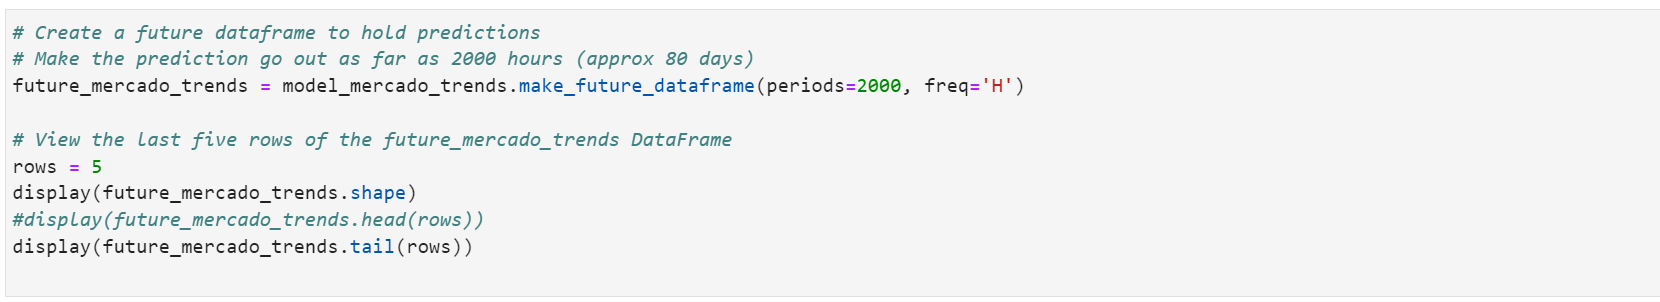 # Create a future dataframe to hold predictions
# Make the prediction go out as far as 2000 hours (approx 80 days)
future_mercado_trends = model_mercado_trends.make_future_dataframe(periods=2000, freq='H')
# View the last five rows of the future_mercado_trends DataFrame
rows = 5
display(future_mercado_trends.shape)
#display(future_mercado_trends.head(rows))
display(future_mercado_trends.tail(rows))